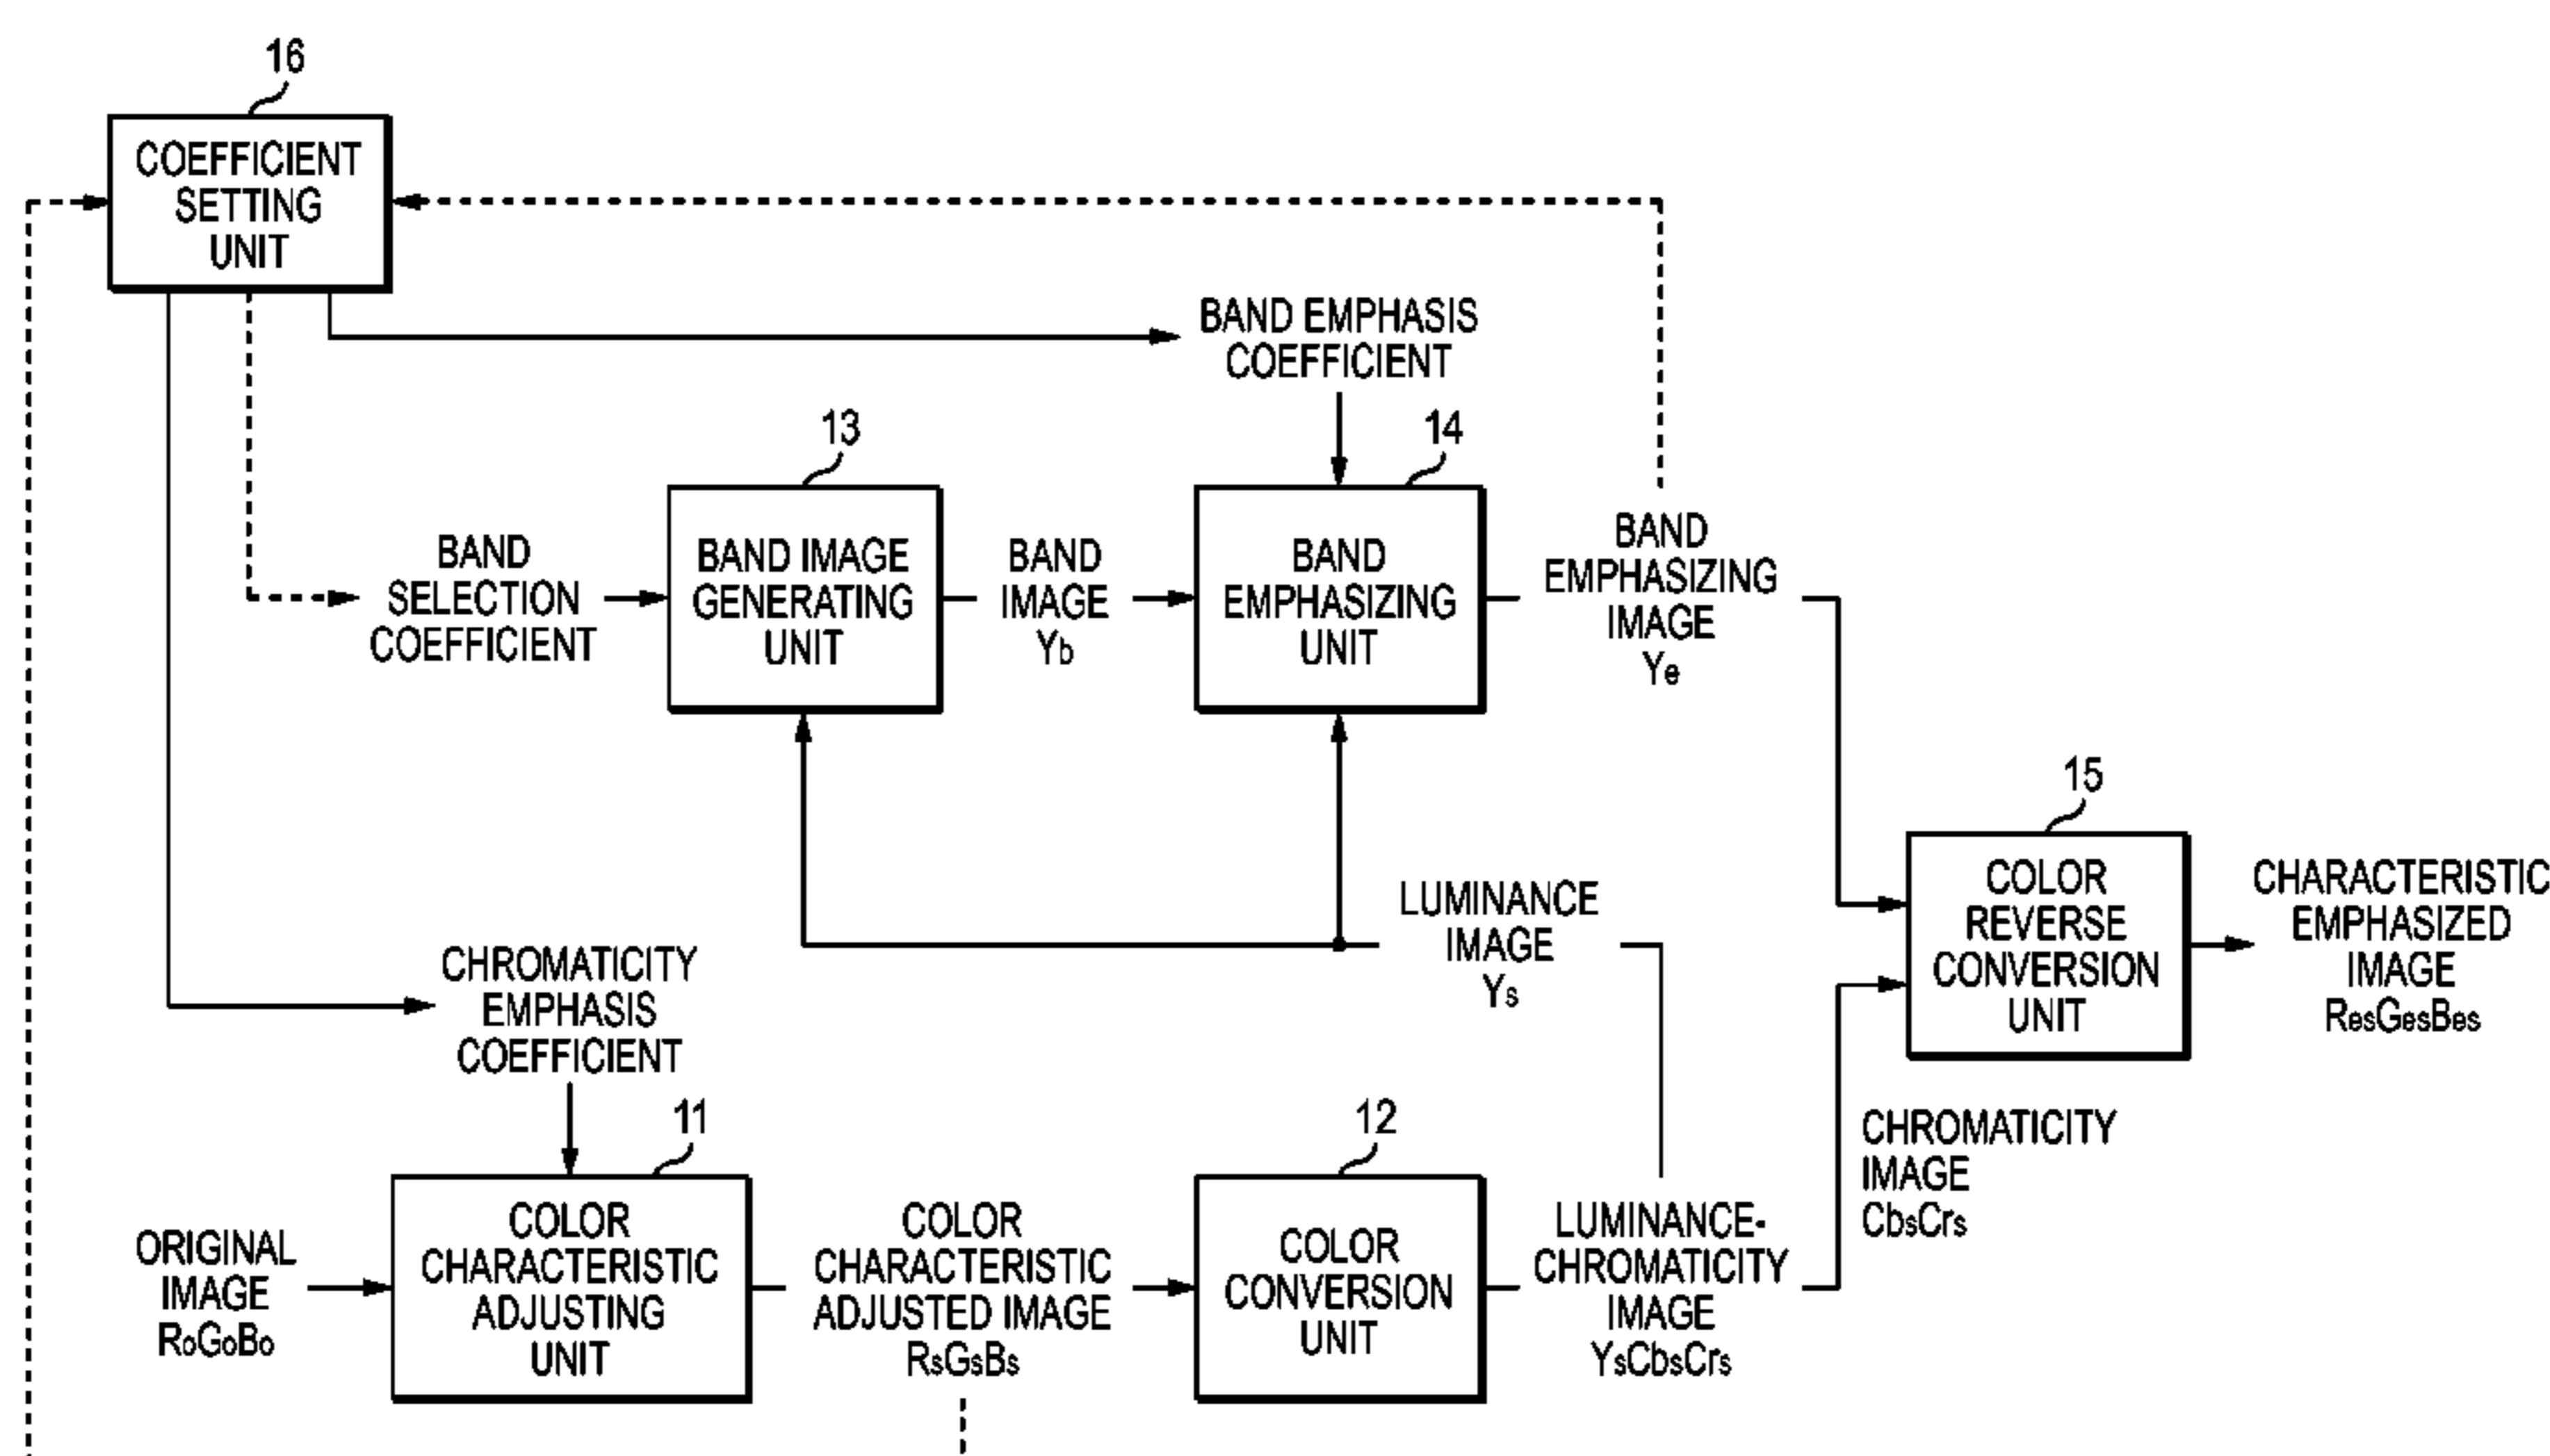 16
COEFFICIENT
SETTING
UNIT
BAND EMPHASIS
COEFFICIENT
13
14
BAND
SELECTION
COEFFICIENT
BAND IMAGE
GENERATING
UNIT
BAND
IMAGE
Yb
BAND
EMPHASIZING
UNIT
BAND
EMPHASIZING
IMAGE
Ye
15
LUMINANCE
IMAGE
Ys
COLOR
REVERSE
CONVERSION
UNIT
CHARACTERISTIC
EMPHASIZED
IMAGE
ResGesBes
CHROMATICITY
EMPHASIS
COEFFICIENT
11
12
CHROMATICITY
IMAGE
CbsCrs
ORIGINAL
IMAGE
RoGoBo
COLOR
CHARACTERISTIC
ADJUSTING
UNIT
COLOR
CHARACTERISTIC
ADJUSTED IMAGE
RsGsBs
COLOR
CONVERSION
UNIT
LUMINANCE-
CHROMATICITY
IMAGE
YsCbsCrs